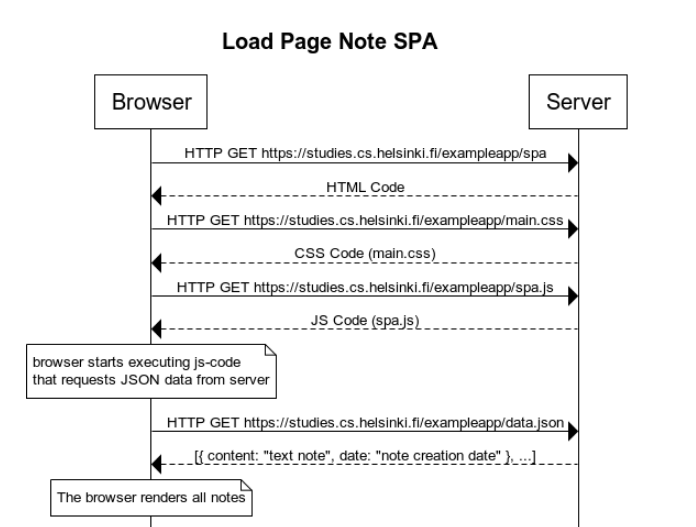 Load Page Note SPA
Browser
Server
HTTP GET https://studies.cs.helsinki.fi/exampleapp/spa
HTML Code
HTTP GET https://studies.cs.helsinki.fi/exampleapp/main.css
CSS Code (main.css)
HTTP GET https://studies.cs.helsinki.fi/exampleapp/spa.js
JS Code (spa.js)
browser starts executing js-code
that requests JSON data from server
HTTP GET https://studies.cs.helsinki.fi/exampleapp/data.json
[{ content: "text note", date: "note creation date" }, ...]
The browser renders all notes